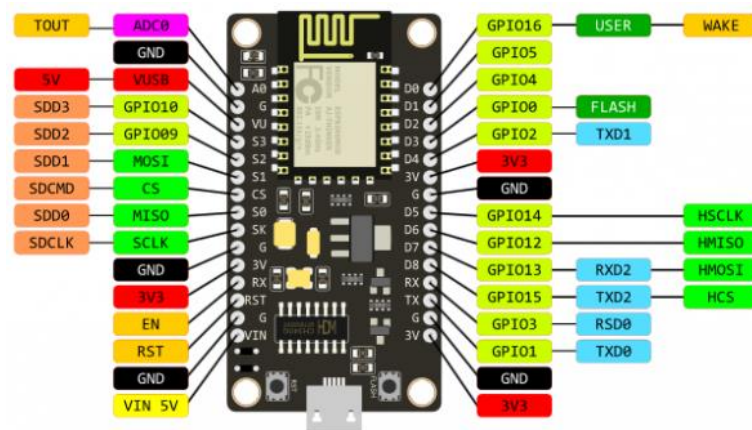 TOUT ADC0
GND
5V VUSB
SDD3 GPIO10
SDD2 GPIO09
SDD1 MOSI
SDCMD CS
SDD0 MISO
SDCLK SCLK
GND
3V3
EN
RST
GND
VIN 5V
A0
G
VU
S3
S2
S1
CS
S0
SK
G
3V
RX
RST
G
VIN
RST
FLASH
D0
D1
D2
D3
D4
3V
G
D5
D6
D7
D8
RX
TX
G
3V
GPIO16 USER WAKE
GPIO5
GPIO4
GPIO0 FLASH
GPIO2 TXD1
3V3
GND
GPIO14 HSCLK
GPIO12 HMISO
GPIO13 RXD2 HMOSI
GPIO15 TXD2 HCS
GPIO3 RSD0
GPIO1 TXD0
GND
3V3